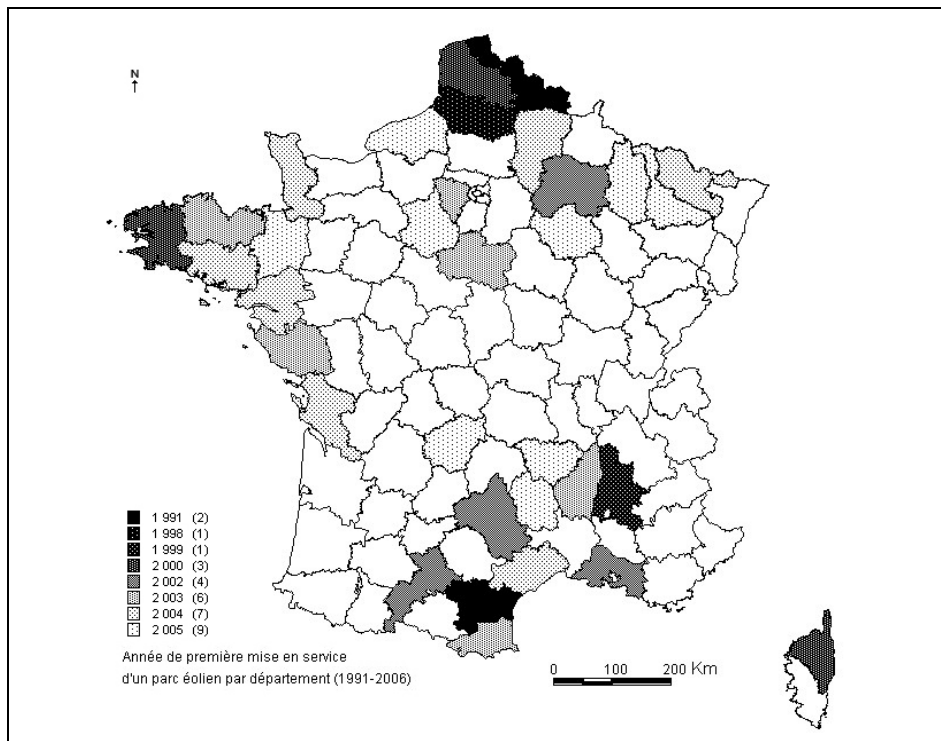 N
1 991 (2)
1 998 (1)
1 999 (1)
2 000 (3)
2 002 (4)
2 003 (6)
2 004 (7)
2 005 (9)
Année de première mise en service
d'un parc éolien par département (1991-2006)
0 100 200 Km